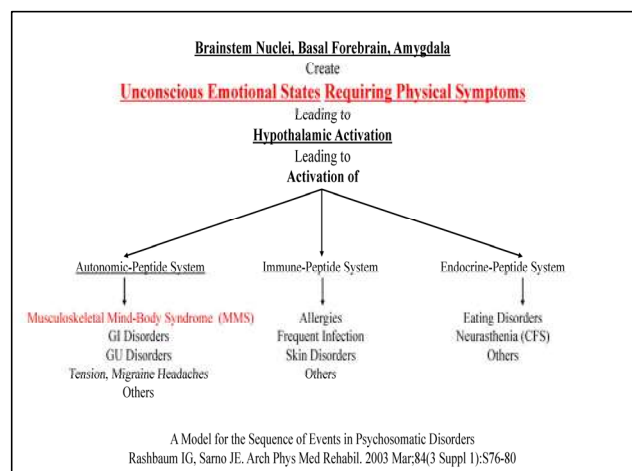 Brainstem Nuclei, Basal Forebrain, Amygdala
Create
Unconscious Emotional States Requiring Physical Symptoms
Leading to
Hypothalamic Activation
Leading to
Activation of
Autonomic-Peptide System
Immune-Peptide System
Endocrine-Peptide System
Musculoskeletal Mind-Body Syndrome (MMS)
GI Disorders
GU Disorders
Tension, Migraine Headaches
Others
Allergies
Frequent Infection
Skin Disorders
Others
Eating Disorders
Neurasthenia (CFS)
Others
A Model for the Sequence of Events in Psychosomatic Disorders
Rashbaum IG, Sarno JE. Arch Phys Med Rehabil. 2003 Mar;84(3 Suppl 1):S76-80